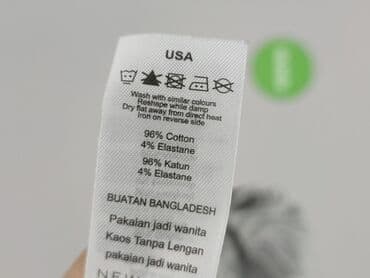 USA
Wash with similar colours
Reshape while damp
Dry flat away from direct heat
Iron on reverse side
96% Cotton
4% Elastane
96% Katun
4% Elastane
BUATAN BANGLADESH
Pakaian jadi wanita
Kaos Tanpa Lengan
pakaian jadi wanita